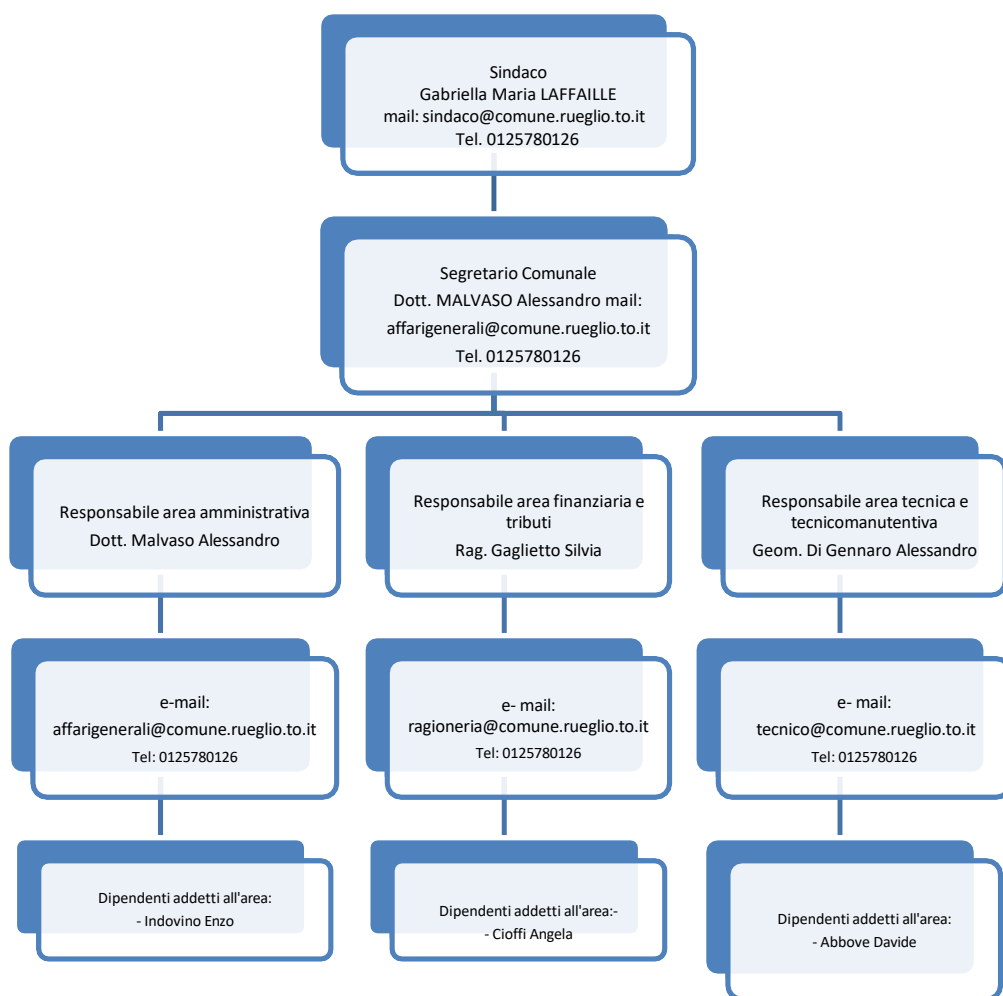 Sindaco
Gabriella Maria LAFFAILLE
mail: sindaco@comune.rueglio.to.it
Tel. 0125780126
Segretario Comunale
Dott. MALVASO Alessandro mail:
affarigenerali@comune.rueglio.to.it
Tel. 0125780126
Responsabile area amministrativa
Dott. Malvaso Alessandro
Responsabile area finanziaria e
tributi
Rag. Gaglietto Silvia
Responsabile area tecnica e
tecnicomanutentiva
Geom. Di Gennaro Alessandro
e-mail:
affarigenerali@comune.rueglio.to.it
Tel: 0125780126
e- mail:
ragioneria@comune.rueglio.to.it
Tel: 0125780126
e- mail:
tecnico@comune.rueglio.to.it
Tel: 0125780126
Dipendenti addetti all'area:
- Indovino Enzo
Dipendenti addetti all'area:-
- Cioffi Angela
Dipendenti addetti all'area:
- Abbove Davide